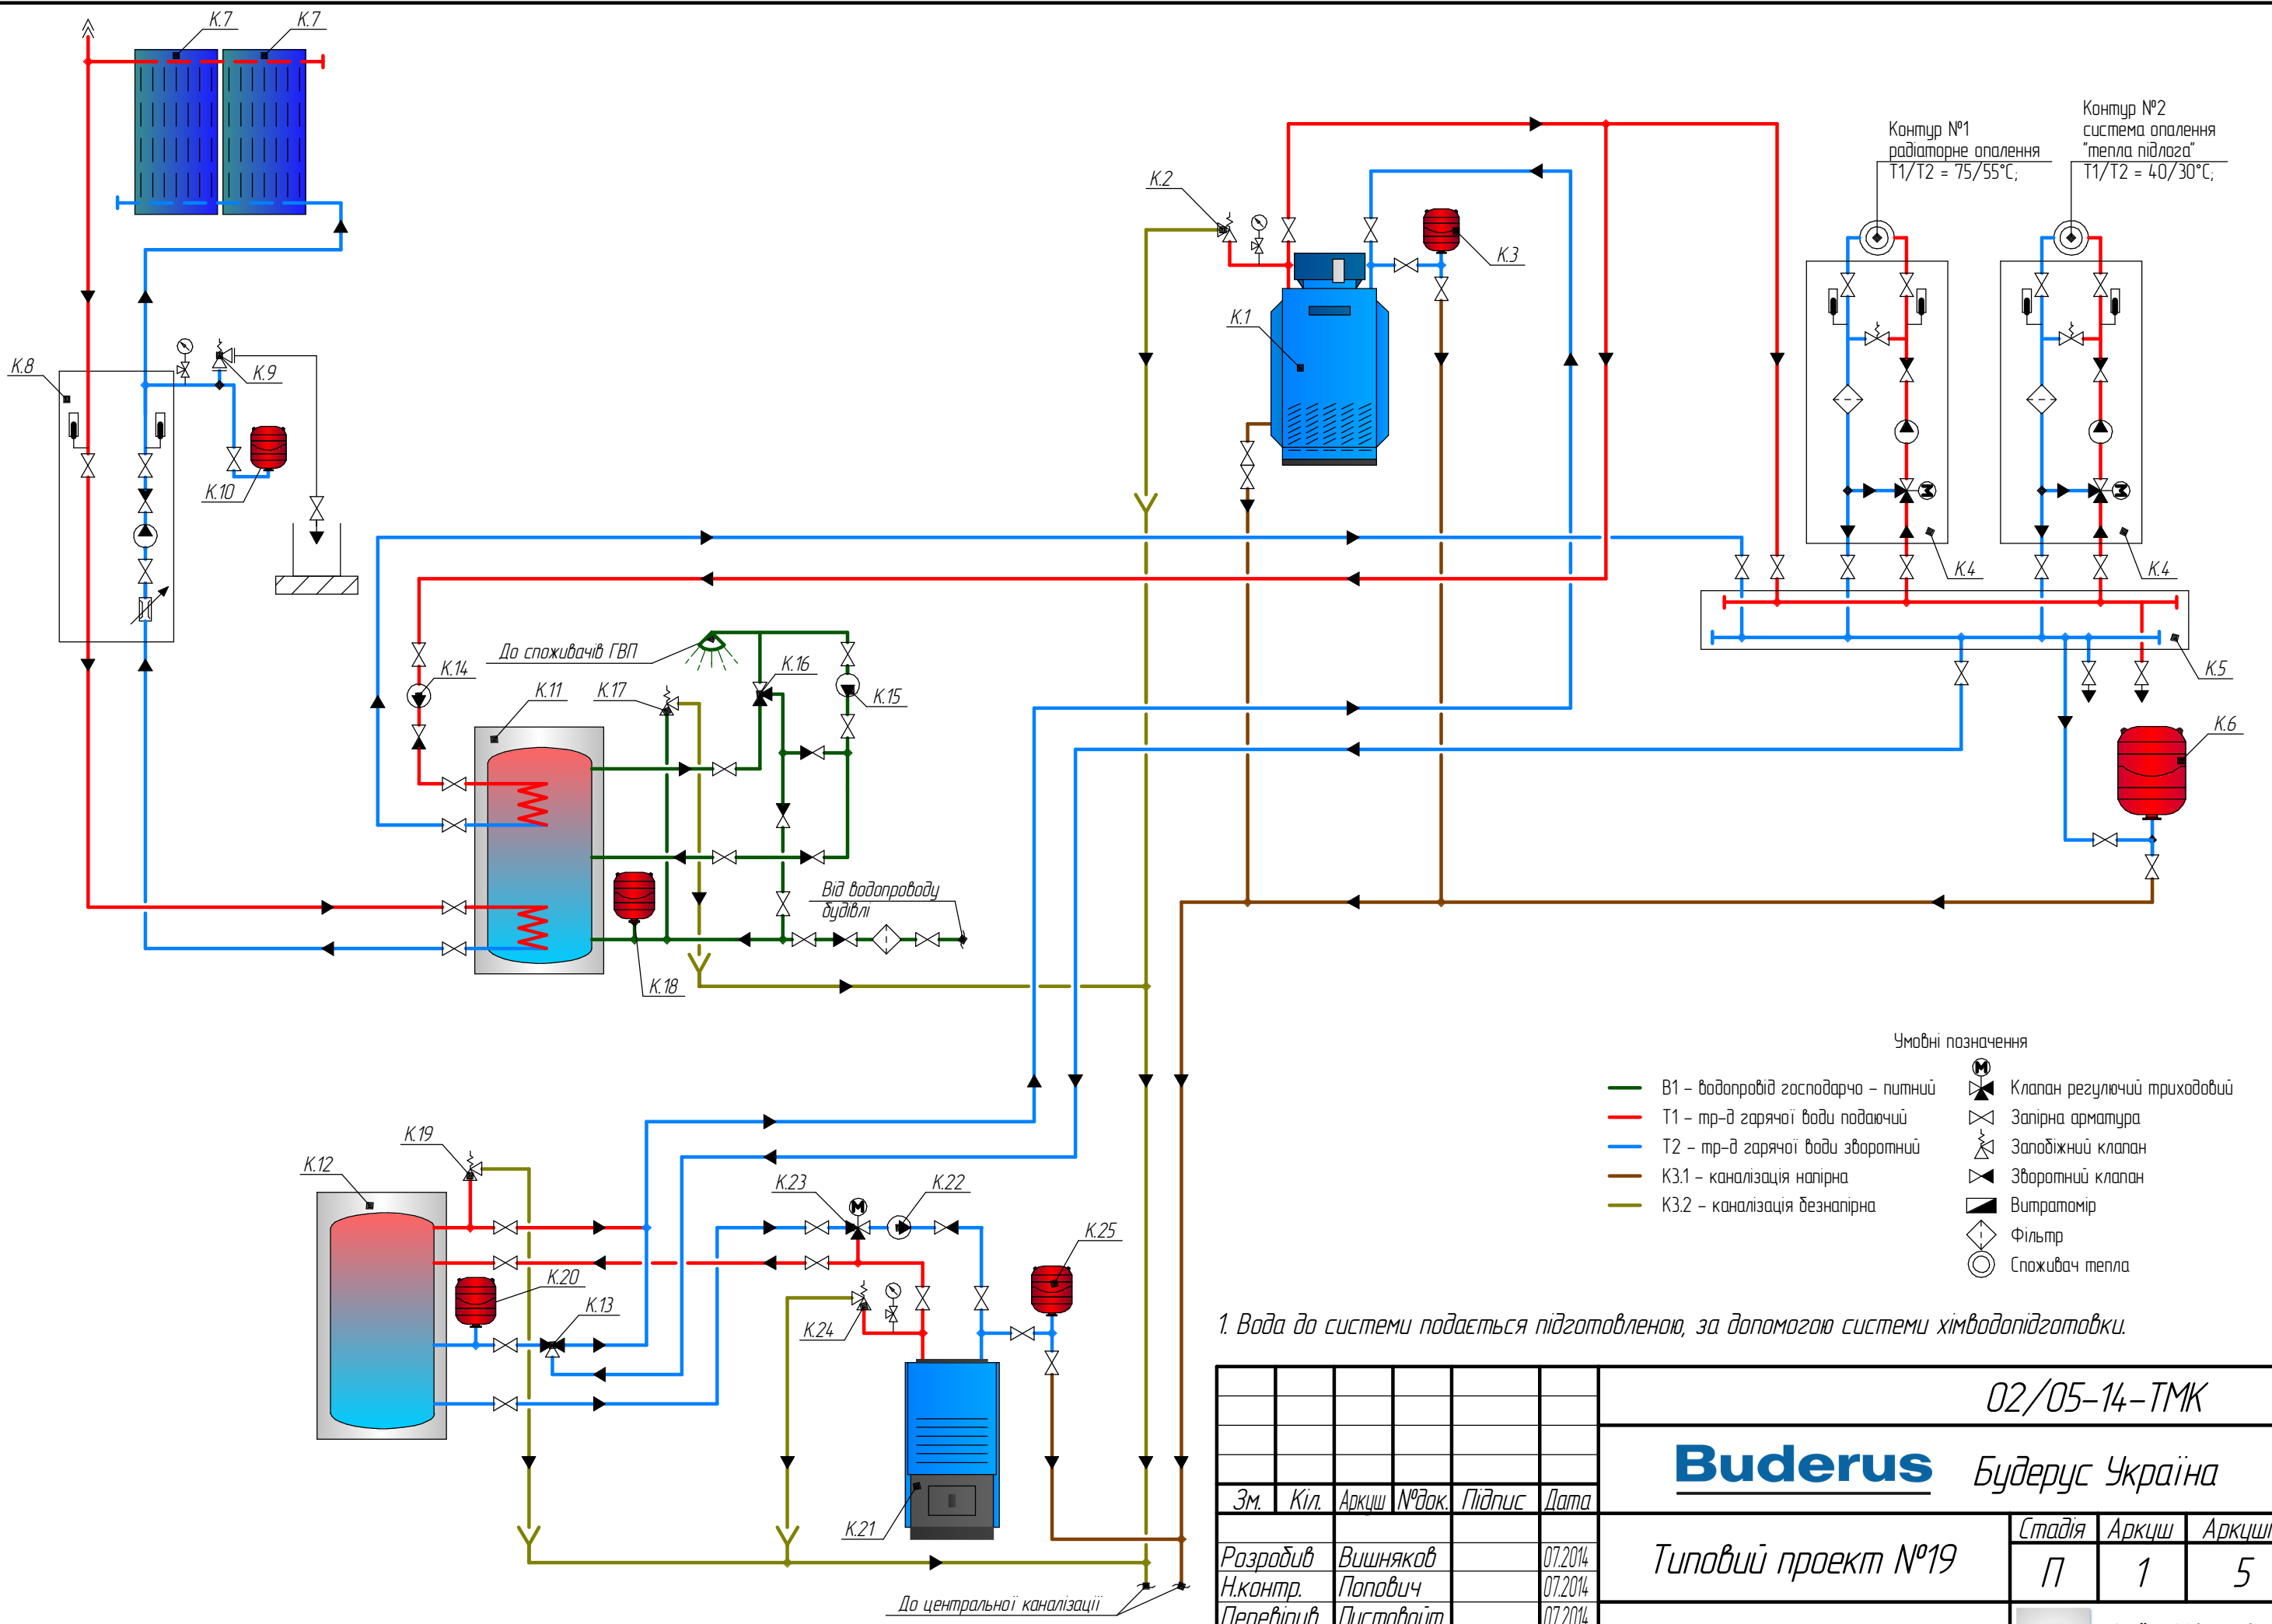 К.7
К.7
Контур №2
система опалення
"тепла підлога"
Т1/Т2 = 40/30°С;
Контур №1
радіаторне опалення
Т1/Т2 = 75/55°С;
К.2
К.3
К.1
К.8
К.9
К.10
К.4
К.4
До споживачів ГВП
К.16
К.14
К.11
К.17
К.15
К.5
К.6
Від водопроводу
будівлі
К.18
Умовні позначення
В1 – водопровід господарчо – питний
Т1 – тр-д гарячої води подаючий
Т2 – тр-д гарячої води зворотний
К3.1 – каналізація напірна
К3.2 – каналізація безнапірна
М
Клапан регулючий триходовий
Запірна арматура
Запобіжний клапан
Зворотний клапан
Витратомір
Фільтр
Споживач тепла
К.19
К.12
К.23
К.22
К.25
К.20
К.13
К.24
К.21
М
М
М
До центральної каналізації
1. Вода до системи подається підготовленою, за допомогою системи хімводопідготовки.
02/05-14-ТМК
Buderus
Будерус Україна
Зм. Кіл. Аркуш №док. Підпис Дата
Типовий проект №19
Стадія Аркуш
П 1 5
Розробив Вишняков 07.2014
Н.контр. Попович 07.2014
Перевірив Пустовойт 07.2014